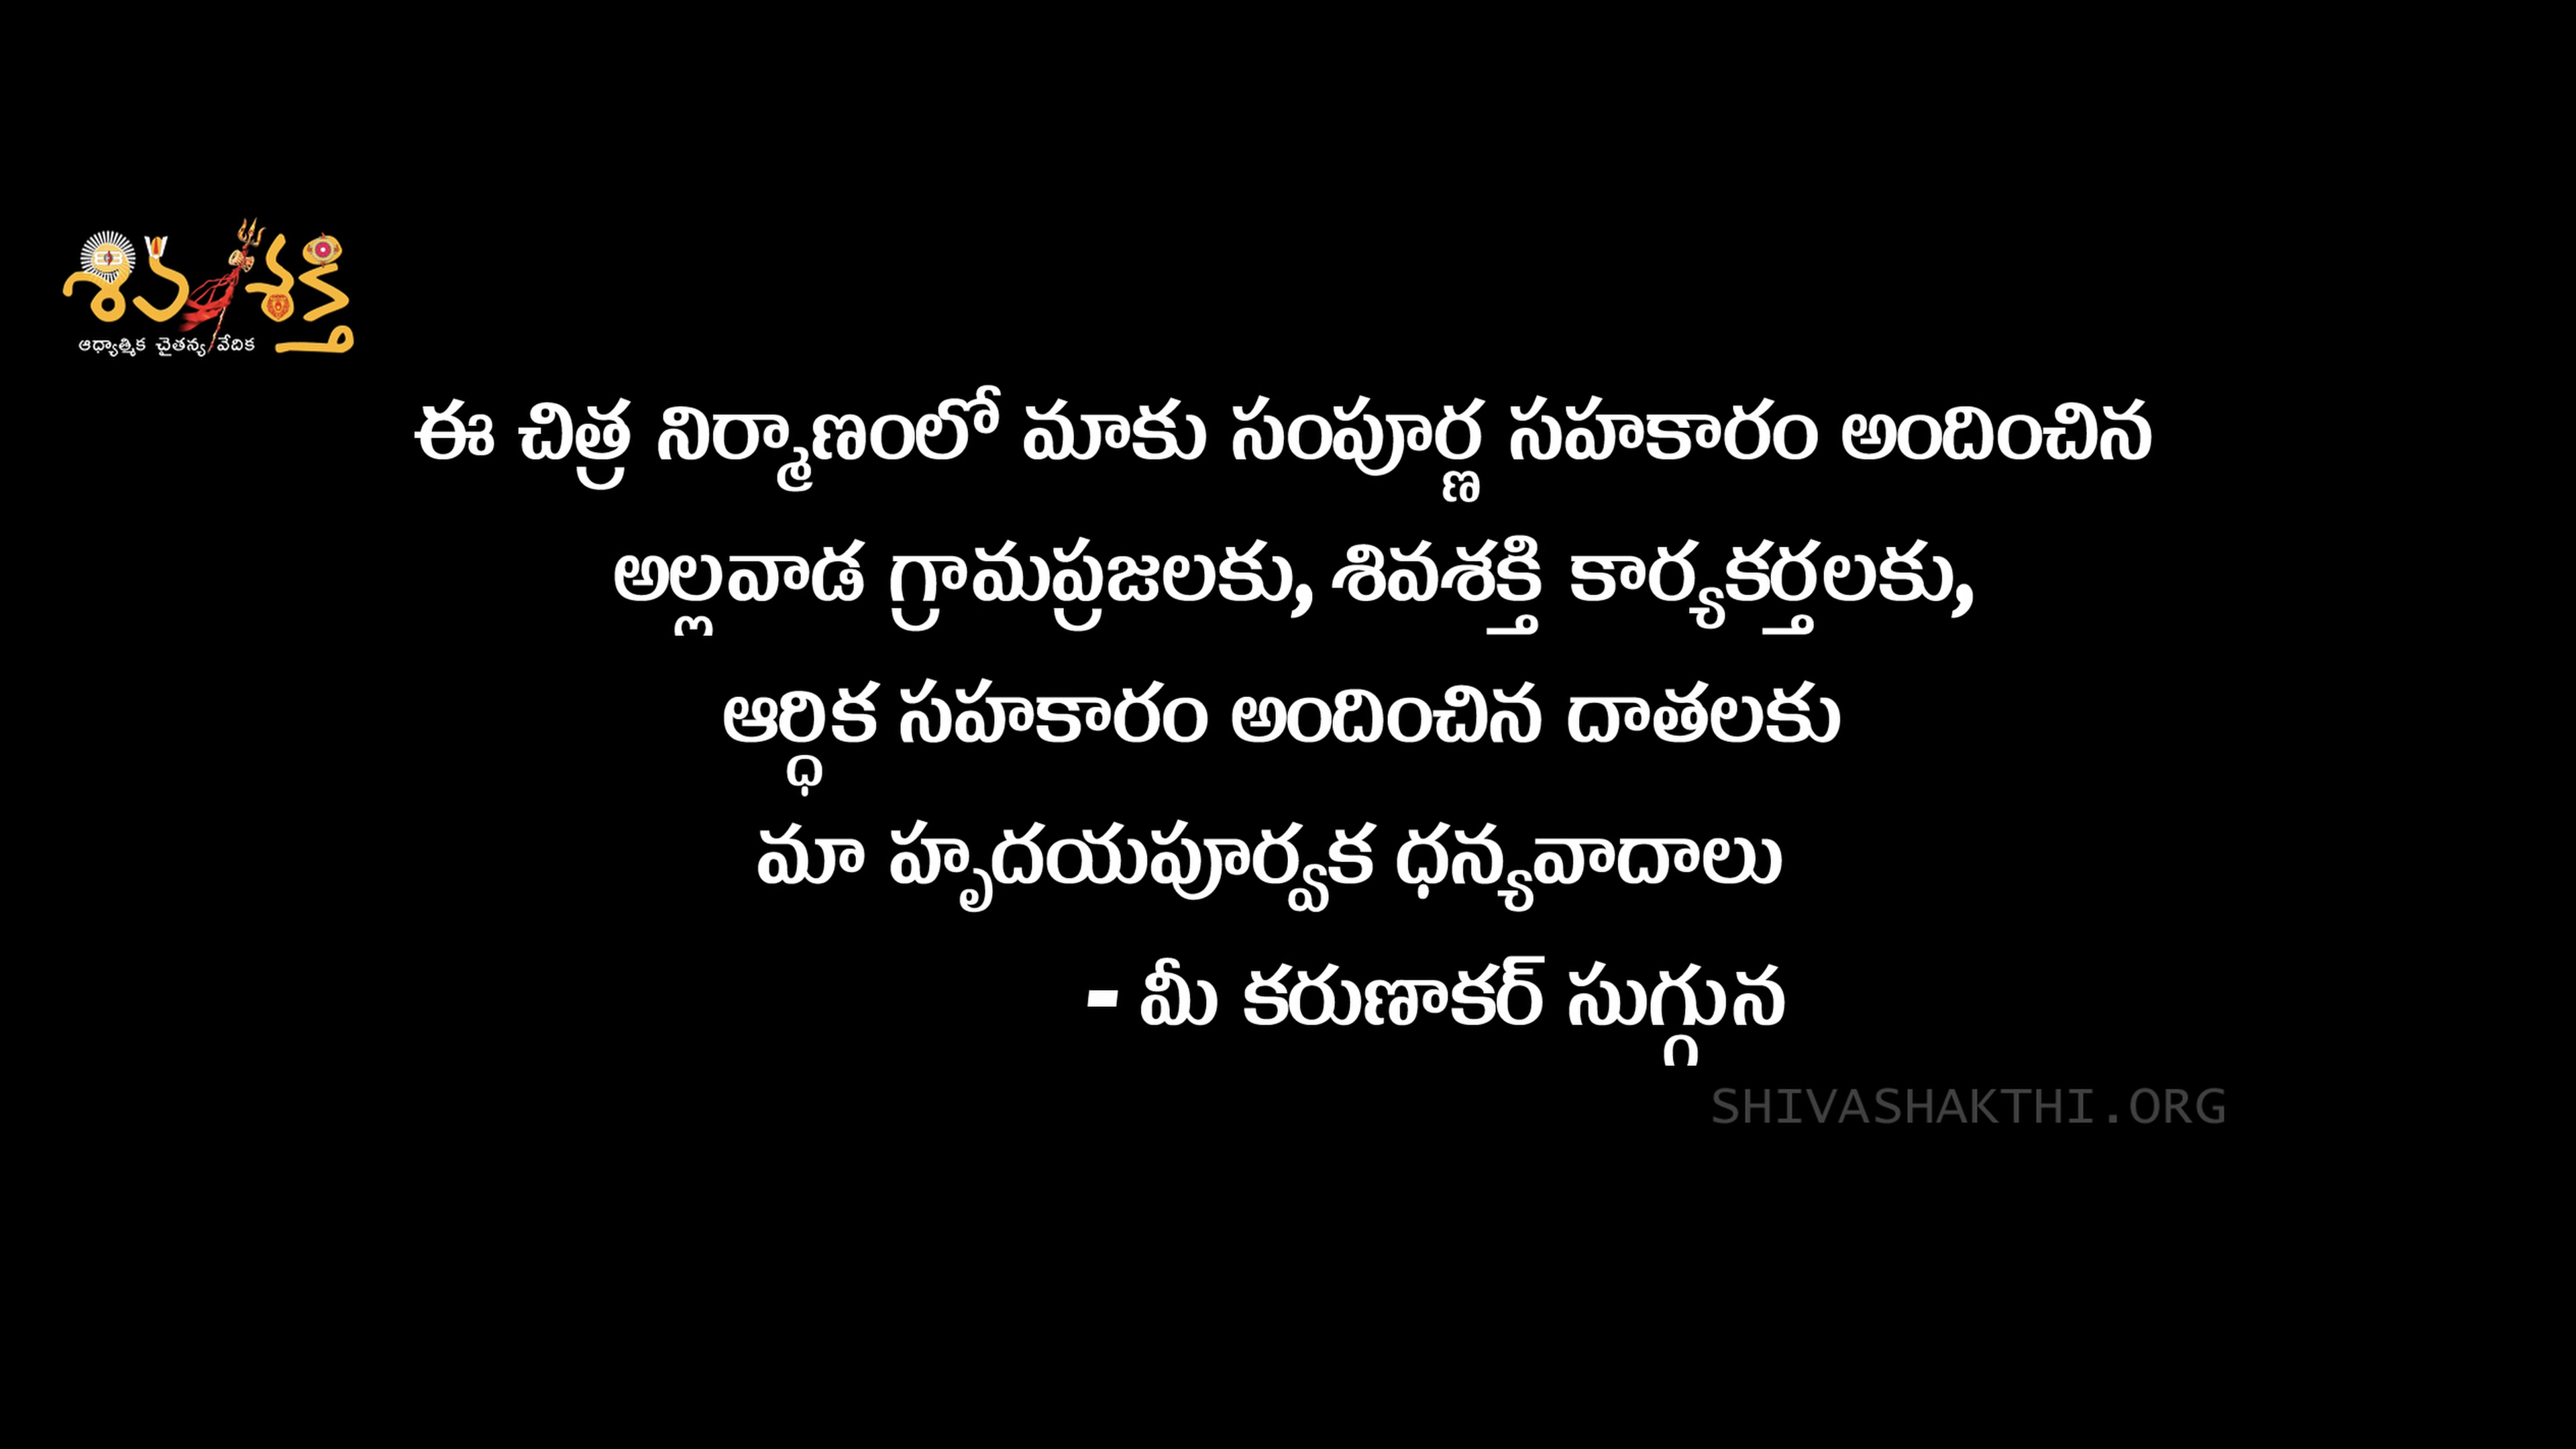 శివశక్తి
ఆధ్యాత్మిక చైతన్య వేదిక
ఈ చిత్ర నిర్మాణంలో మాకు సంపూర్ణ సహకారం అందించిన
అల్లవాడ గ్రామప్రజలకు, శివశక్తి కార్యకర్తలకు,
ఆర్ధిక సహకారం అందించిన దాతలకు
మా హృదయపూర్వక ధన్యవాదాలు
- మీ కరుణాకర్ సుగ్గున
SHIVASHAKTHI.ORG